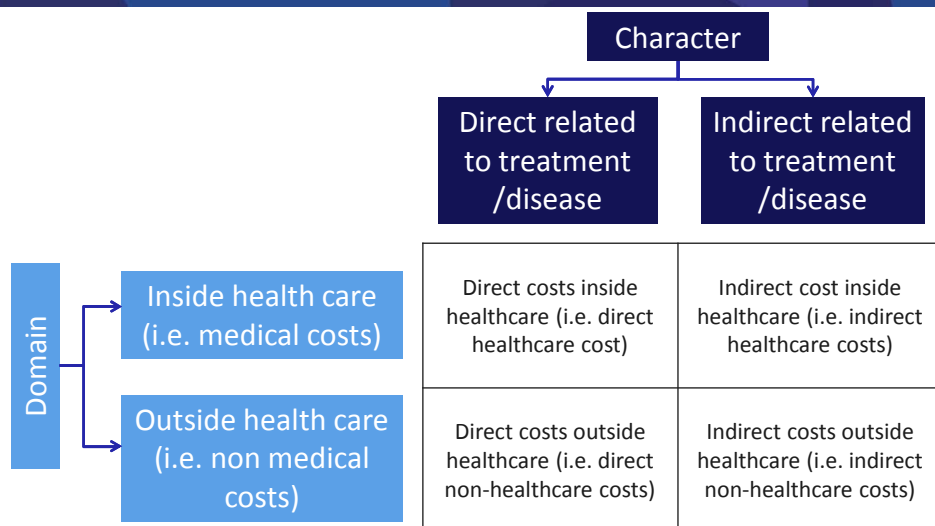 Character
Direct related
to treatment
/disease
Indirect related
to treatment
/disease
Domain
Inside health care
(i.e. medical costs)
Direct costs inside
healthcare (i.e. direct
healthcare cost)
Indirect cost inside
healthcare (i.e. indirect
healthcare costs)
Outside health care
(i.e. non medical
costs)
Direct costs outside
healthcare (i.e. direct
non-healthcare costs)
Indirect costs outside
healthcare (i.e. indirect
non-healthcare costs)